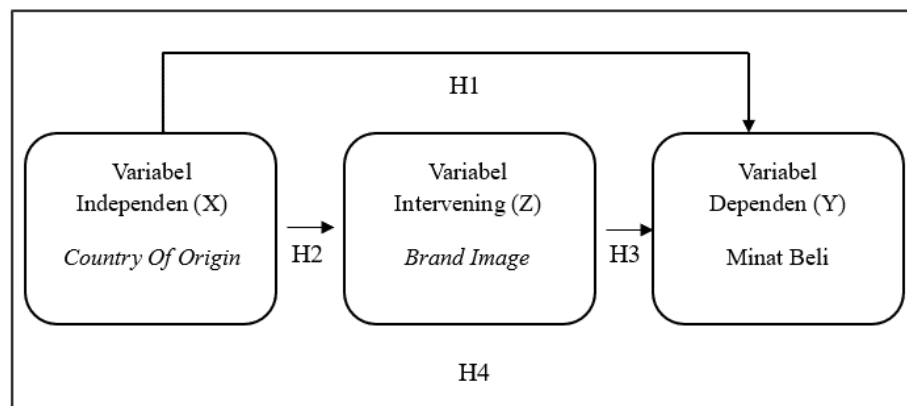 H1
Variabel
Independen (X)
Country Of Origin
H2
Variabel
Intervening (Z)
Brand Image
H3
Variabel
Dependen (Y)
Minat Beli
H4